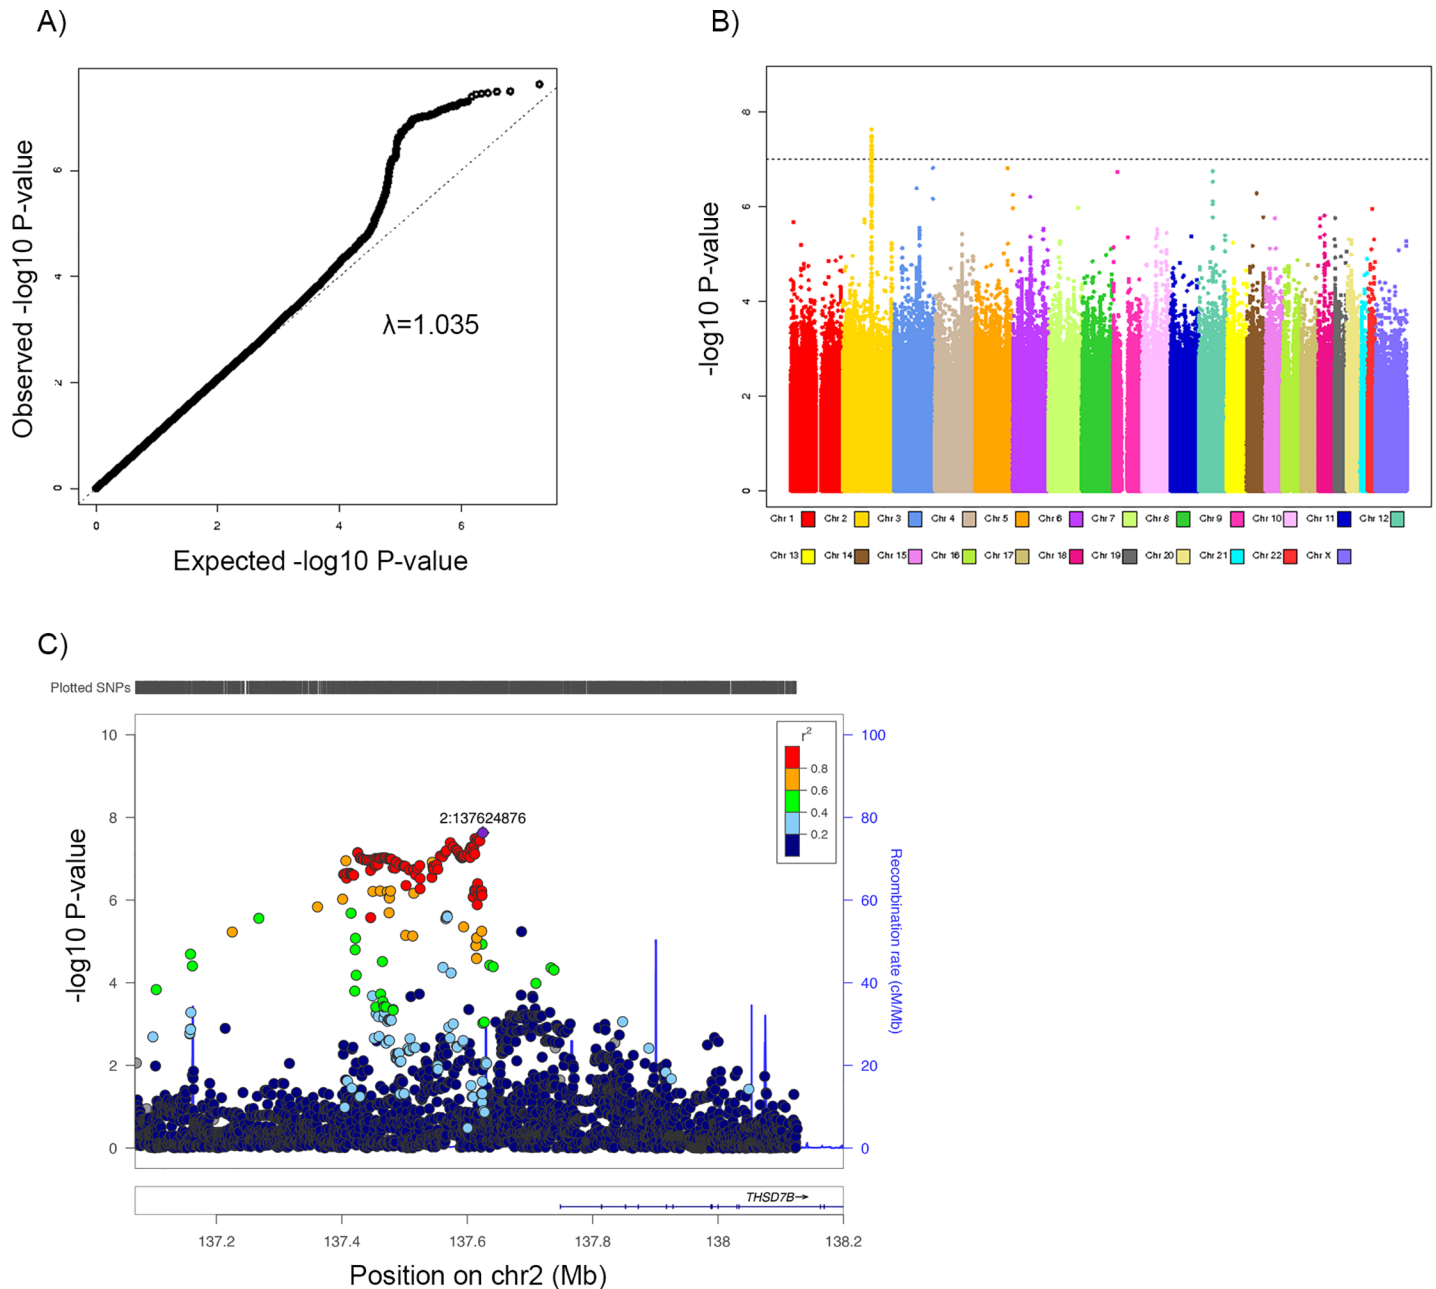 A)
B)
Observed -log10 P-value
0
2
4
6
λ=1.035
0
2
4
6
Expected -log10 P-value
-log10 P-value
0
2
4
6
8
Chr 1 Chr 2 Chr 3 Chr 4 Chr 5 Chr 6 Chr 7 Chr 8 Chr 9 Chr 10 Chr 11 Chr 12
Chr 13 Chr 14 Chr 15 Chr 16 Chr 17 Chr 18 Chr 19 Chr 20 Chr 21 Chr 22 Chr X
C)
Plotted SNPs
10
8
6
4
2
0
-log10 P-value
2:137624876
r2
0.8
0.6
0.4
0.2
100
80
60
40
20
0
Recombination rate (cM/Mb)
THSD7B
137.2 137.4 137.6 137.8 138 138.2
Position on chr2 (Mb)